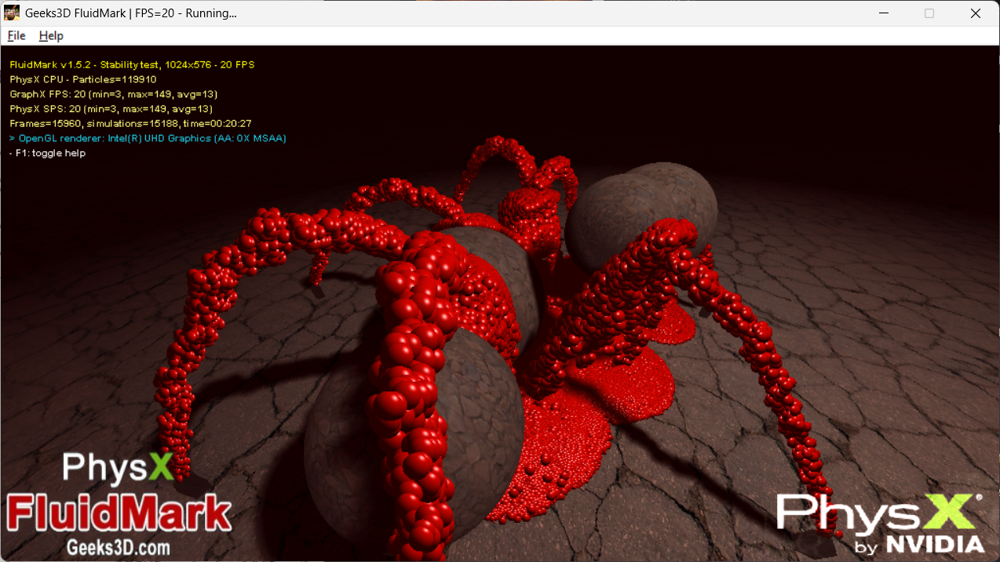 Geeks3D FluidMark | FPS=20 - Running...
File Help
FluidMark v1.5.2 - Stability test, 1024x576 - 20 FPS
PhysX CPU - Particles=119910
GraphX FPS: 20 (min=3, max=149, avg=13)
PhysX SPS: 20 (min=3, max=149, avg=13)
Frames=15960, simulations=15188, time=00:20:27
> OpenGL renderer: Intel(R) UHD Graphics (AA: 0X MSAA)
- F1: toggle help
PhysX
FluidMark
Geeks3D.com
PhysX®
by NVIDIA